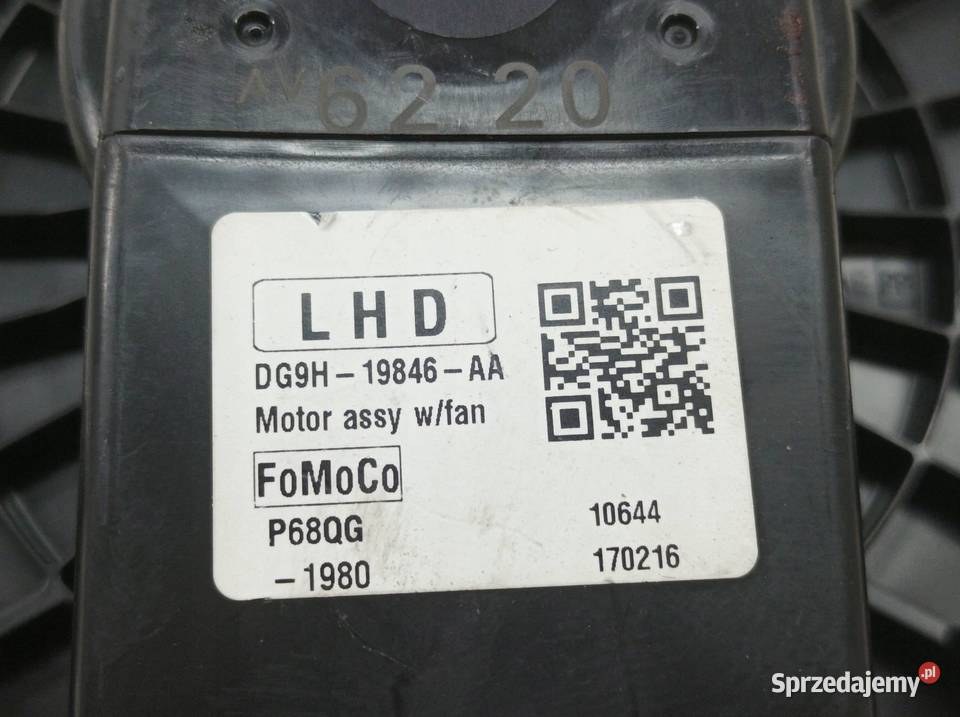 62 20
LHD
DG9H-19846-AA
Motor assy w/fan
FoMoCo
P68QG
-1980
10644
170216
Sprzedajemy.pl